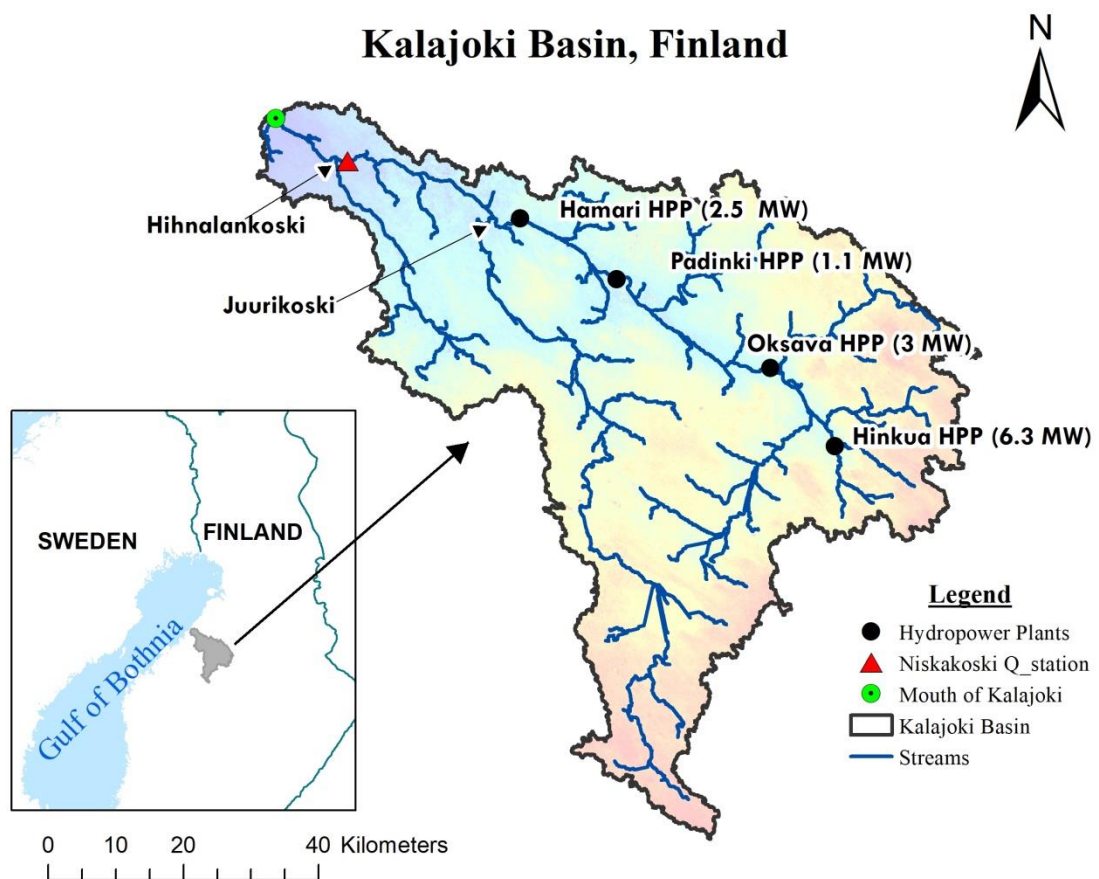 Kalajoki Basin, Finland
N
Hihnalankoski
Juurikoski
Hamari HPP (2.5 MW)
Padinki HPP (1.1 MW)
Oksava HPP (3 MW)
Hinkua HPP (6.3 MW)
SWEDEN
FINLAND
Gulf of Bothnia
Legend
Hydropower Plants
Niskakoski Q_station
Mouth of Kalajoki
Kalajoki Basin
Streams
0 10 20 40 Kilometers